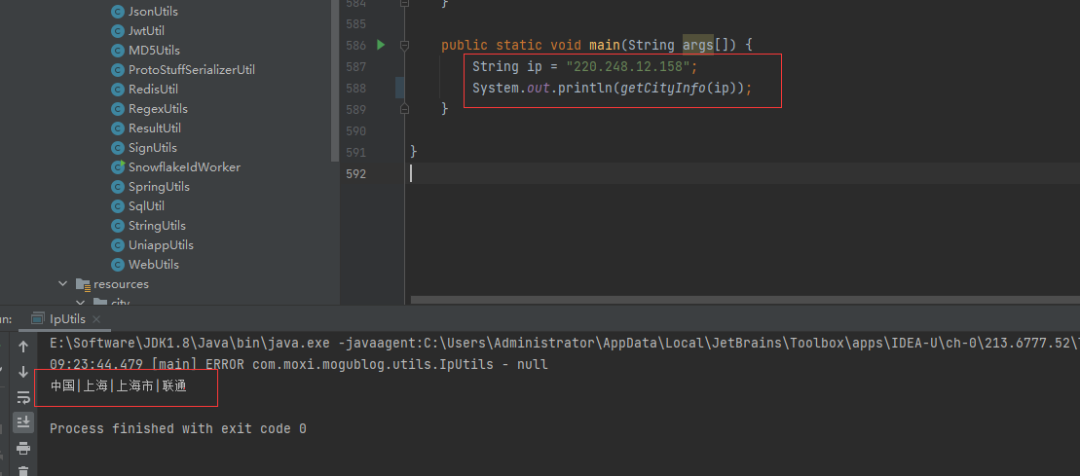 JsonUtils
JwtUtil
MD5Utils
ProtoStuffSerializerUtil
RedisUtil
RegexUtils
ResultUtil
SignUtils
SnowflakeIdWorker
SpringUtils
SqlUtil
StringUtils
UniappUtils
WebUtils
resources
city
584 }
585
586 public static void main(String args[]) {
587 String ip = "220.248.12.158";
588 System.out.println(getCityInfo(ip));
589 }
590
591 }
592
un: IpUtils ×
E:\Software\JDK1.8\Java\bin\java.exe -javaagent:C:\Users\Administrator\AppData\Local\JetBrains\Toolbox\apps\IDEA-U\ch-0\213.6777.52\
09:23:44.479 [main] ERROR com.moxi.mogublog.utils.IpUtils - null
中国|上海|上海市|联通
Process finished with exit code 0